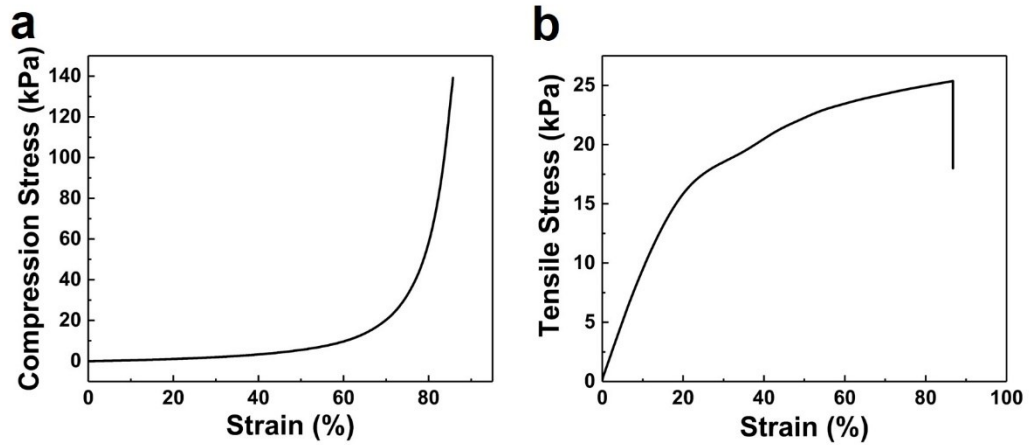 a
Compression Stress (kPa)
140
120
100
80
60
40
20
0
0 20 40 60 80
Strain (%)
b
Tensile Stress (kPa)
25
20
15
10
5
0
0 20 40 60 80 100
Strain (%)